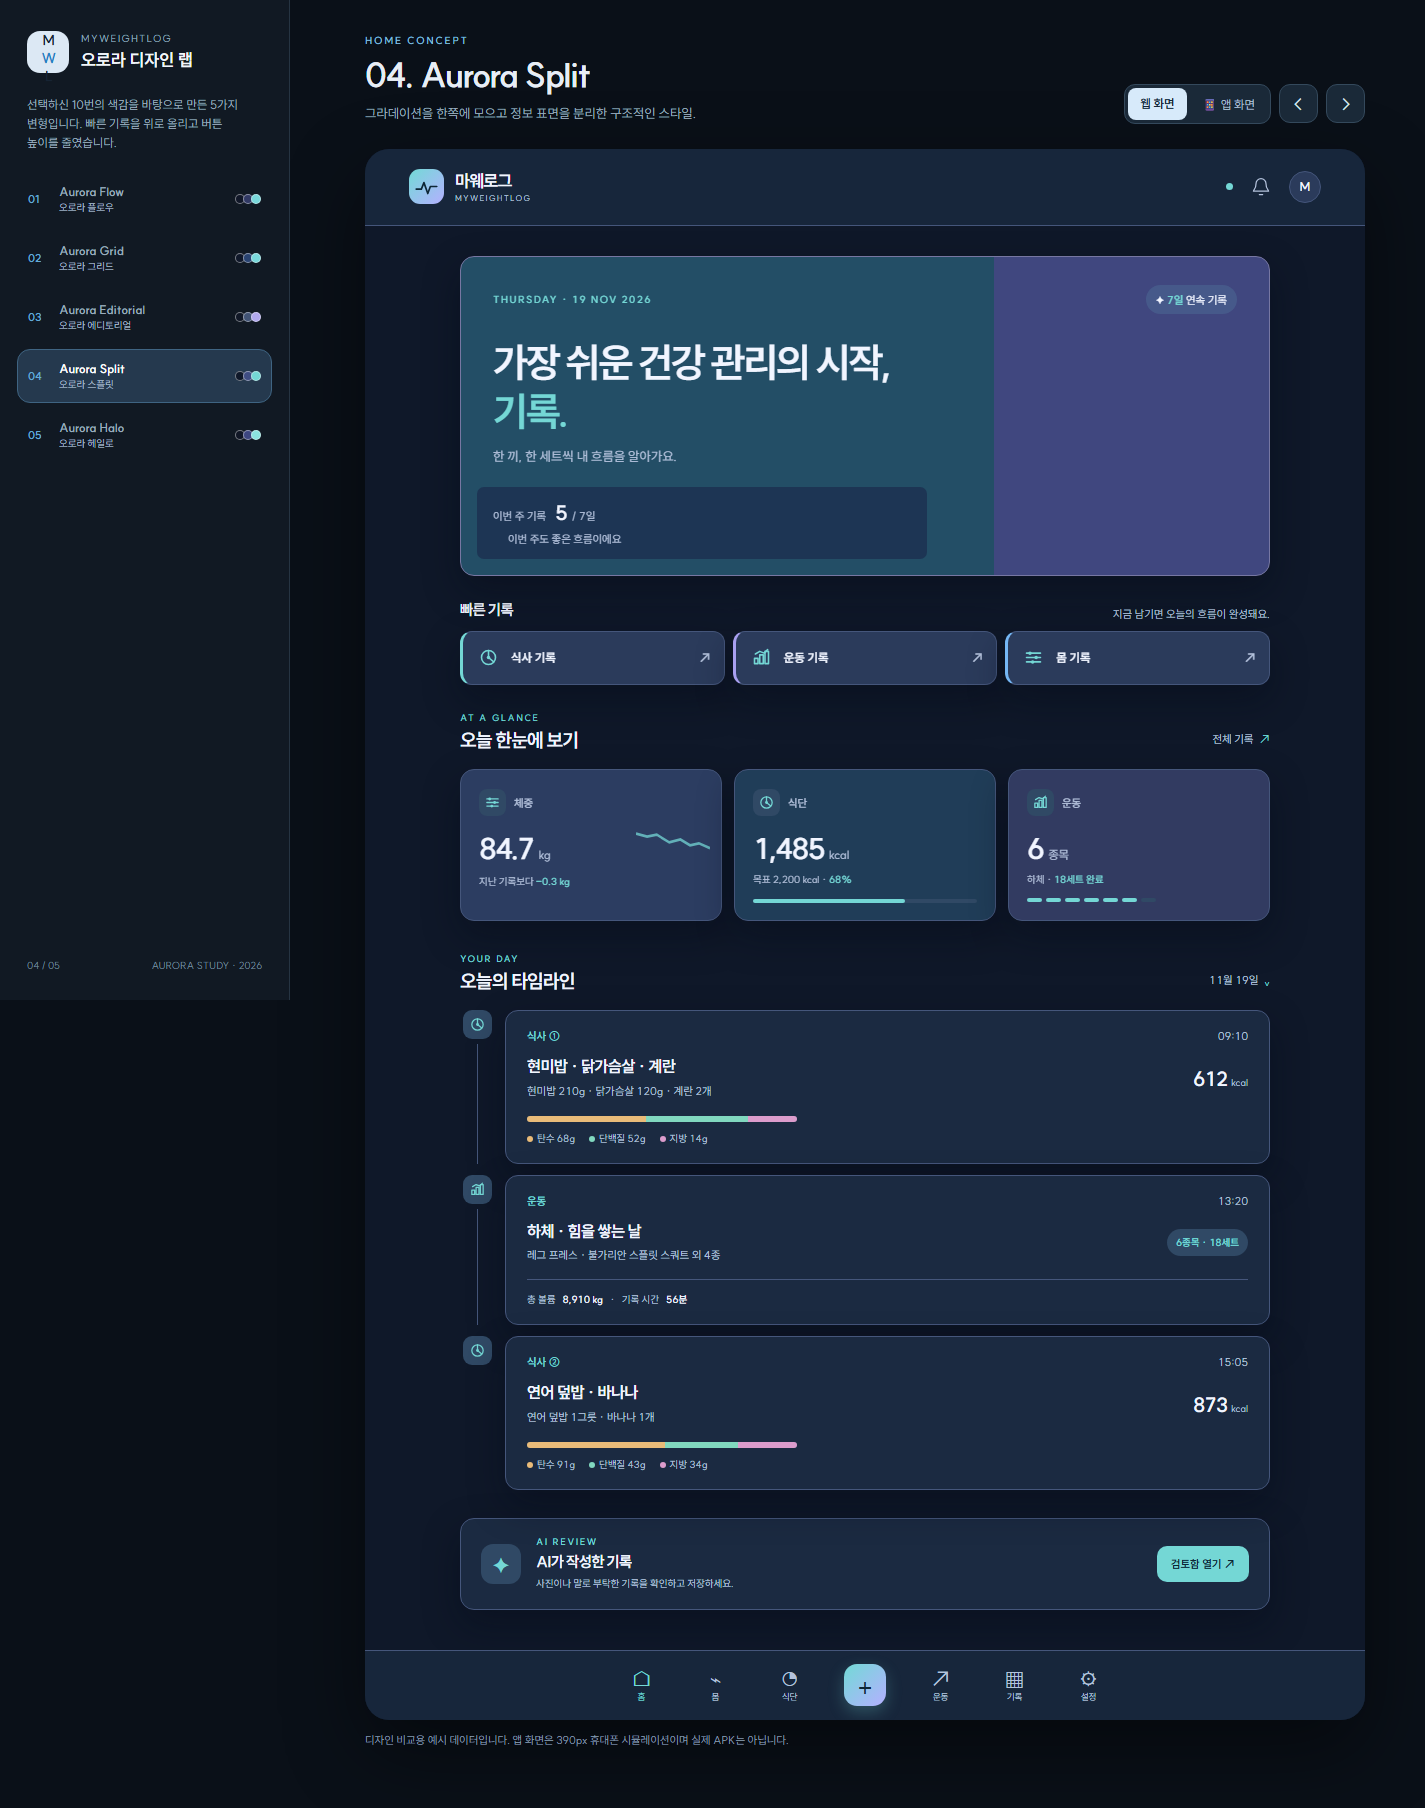 M
W
L
MYWEIGHTLOG
오로라 디자인 랩
선택하신 10번의 색감을 바탕으로 만든 5가지
변형입니다. 빠른 기록을 위로 올리고 버튼
높이를 줄였습니다.
01 Aurora Flow
오로라 플로우
02 Aurora Grid
오로라 그리드
03 Aurora Editorial
오로라 에디토리얼
04 Aurora Split
오로라 스플릿
05 Aurora Halo
오로라 헤일로
04 / 05 AURORA STUDY · 2026
HOME CONCEPT
04. Aurora Split
그라데이션을 한쪽에 모으고 정보 표면을 분리한 구조적인 스타일.
웹 화면 앱 화면
마웨로그
MYWEIGHTLOG
M
THURSDAY · 19 NOV 2026
✦ 7일 연속 기록
가장 쉬운 건강 관리의 시작,
기록.
한 끼, 한 세트씩 내 흐름을 알아가요.
이번 주 기록 5 / 7일
이번 주도 좋은 흐름이에요
빠른 기록
지금 남기면 오늘의 흐름이 완성돼요.
식사 기록 ↗
운동 기록 ↗
몸 기록 ↗
AT A GLANCE
오늘 한눈에 보기
전체 기록 ↗
체중
84.7 kg
지난 기록보다 −0.3 kg
식단
1,485 kcal
목표 2,200 kcal · 68%
운동
6 종목
하체 · 18세트 완료
YOUR DAY
오늘의 타임라인
11월 19일
식사 ①
09:10
현미밥 · 닭가슴살 · 계란
현미밥 210g · 닭가슴살 120g · 계란 2개
612 kcal
탄수 68g 단백질 52g 지방 14g
운동
13:20
하체 · 힘을 쌓는 날
레그 프레스 · 불가리안 스플릿 스쿼트 외 4종
6종목 · 18세트
총 볼륨 8,910 kg · 기록 시간 56분
식사 ②
15:05
연어 덮밥 · 바나나
연어 덮밥 1그릇 · 바나나 1개
873 kcal
탄수 91g 단백질 43g 지방 34g
AI REVIEW
AI가 작성한 기록
사진이나 말로 부탁한 기록을 확인하고 저장하세요.
검토함 열기 ↗
홈 몸 식단 + 운동 기록 설정
디자인 비교용 예시 데이터입니다. 앱 화면은 390px 휴대폰 시뮬레이션이며 실제 APK는 아닙니다.